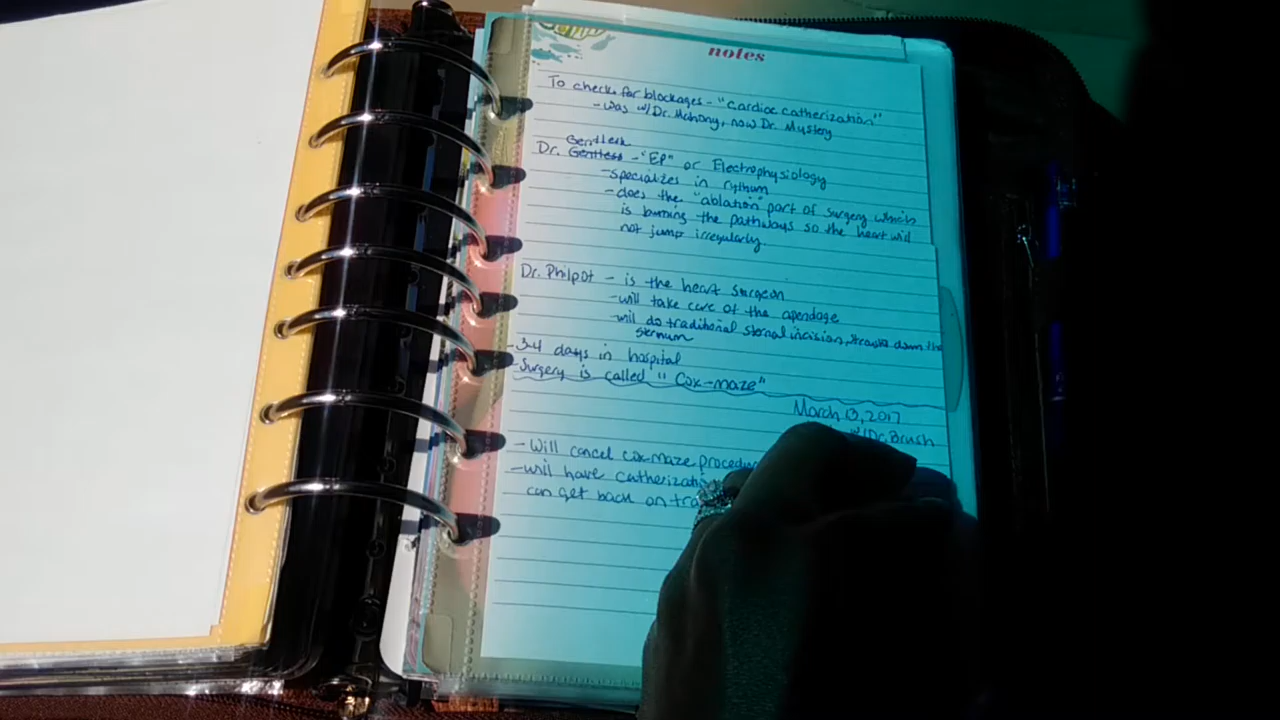 notes
To check for blockages - "Cardiac catherization"
- Was w/Dr. Mahony, now Dr. Mystery
Gentlesk
Dr. Gentless - "EP" or Electrophysiology
- specializes in rythum
- does the "ablation" part of surgery which
is burning the pathways so the heart will
not jump irregularly
Dr. Philpot - is the heart surgeon
- will take care of the apendage
- will do traditional sternal incision, down the
sternum
- 3-4 days in hospital
- Surgery is called "Cox-maze"
March 13, 2017
w/Dr. Brush
- Will cancel cox-maze
- will have
can get back on